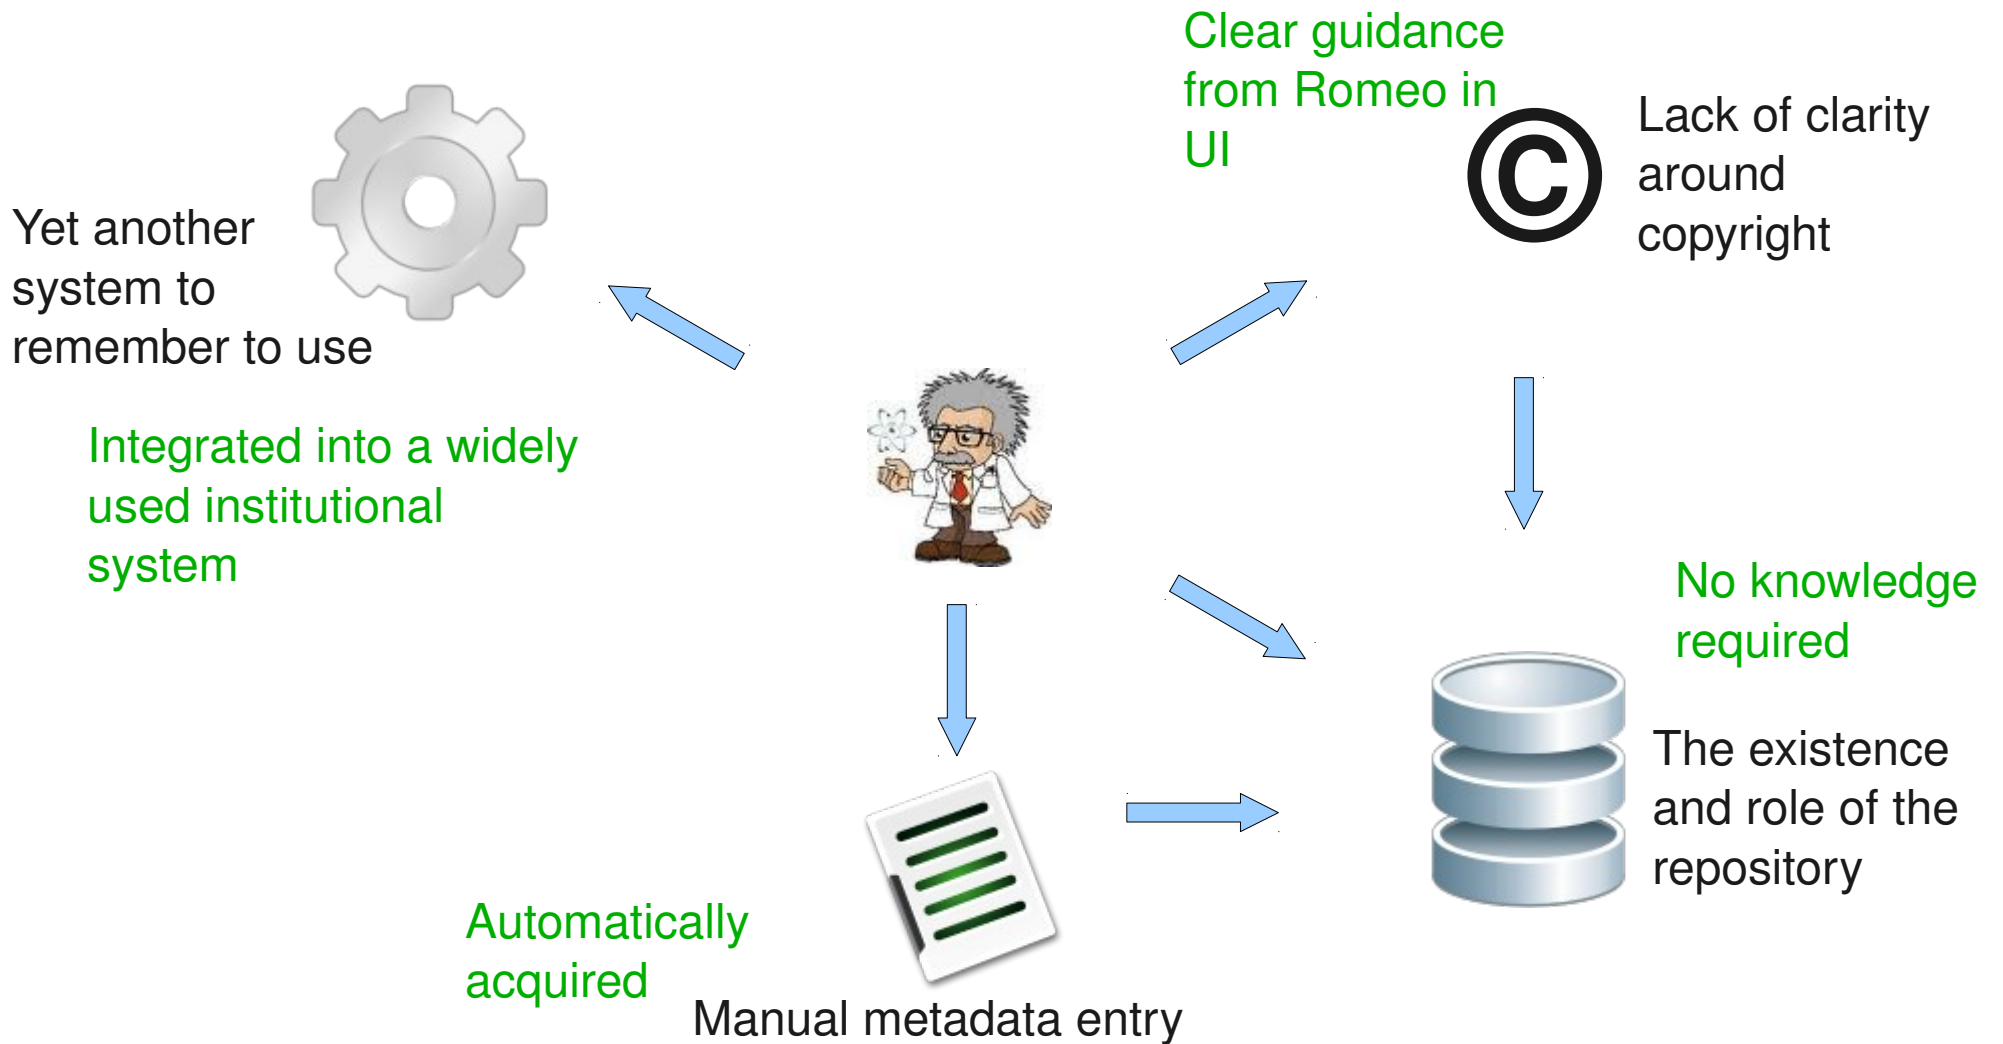 Clear guidance
from Romeo in
UI
©
Lack of clarity
around
copyright
Yet another
system to
remember to use
Integrated into a widely
used institutional
system
No knowledge
required
The existence
and role of the
repository
Automatically
acquired
Manual metadata entry